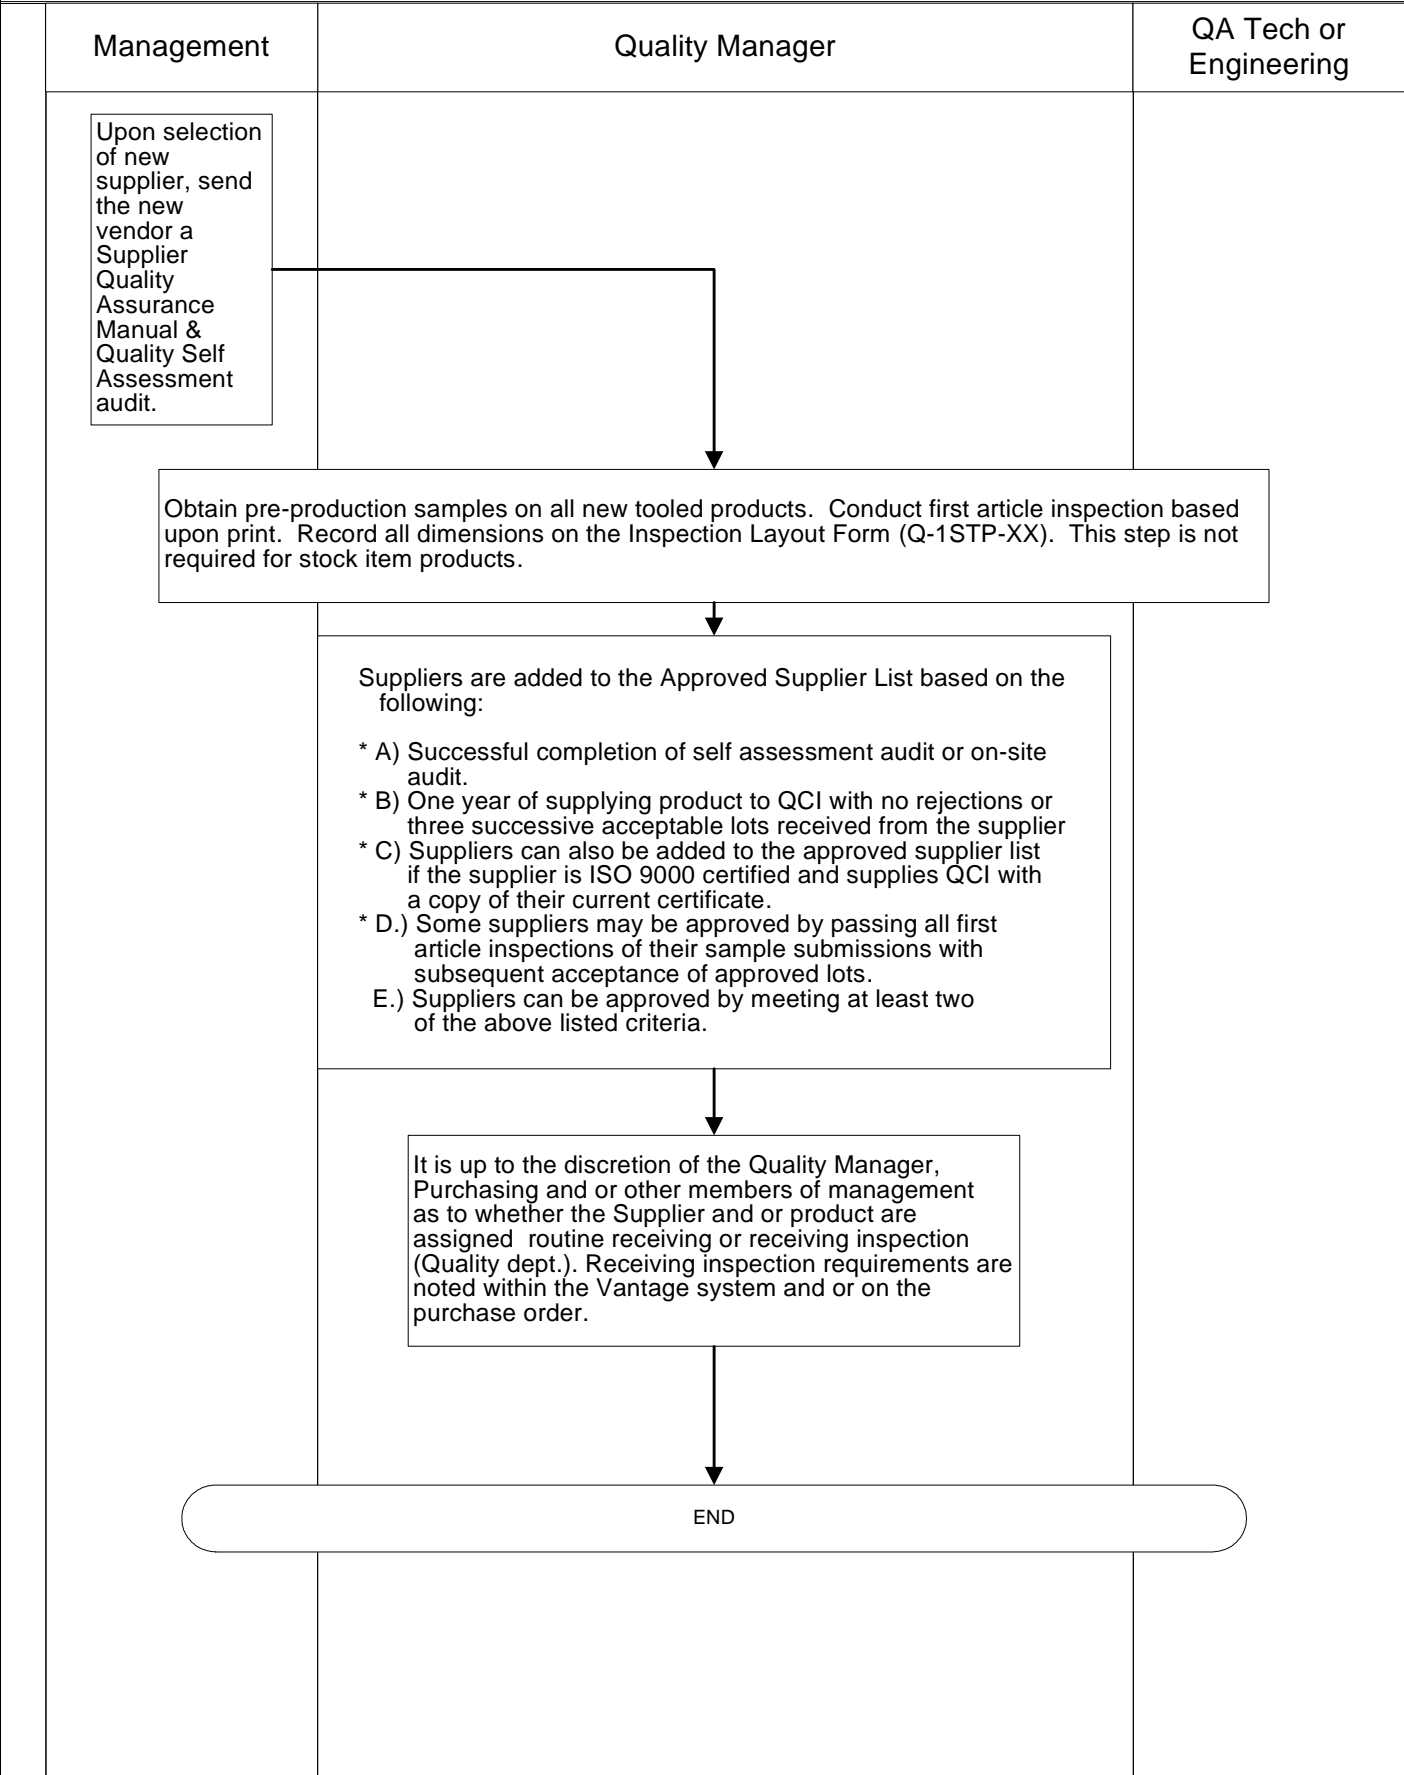 Management
Quality Manager
QA Tech or
Engineering
Upon selection
of new
supplier, send
the new
vendor a
Supplier
Quality
Assurance
Manual &
Quality Self
Assessment
audit.
Obtain pre-production samples on all new tooled products.  Conduct first article inspection based
upon print.  Record all dimensions on the Inspection Layout Form (Q-1STP-XX).  This step is not
required for stock item products.
Suppliers are added to the Approved Supplier List based on the
following:
* A) Successful completion of self assessment audit or on-site
audit.
* B) One year of supplying product to QCI with no rejections or
three successive acceptable lots received from the supplier
* C) Suppliers can also be added to the approved supplier list
if the supplier is ISO 9000 certified and supplies QCI with
a copy of their current certificate.
* D.) Some suppliers may be approved by passing all first
article inspections of their sample submissions with
subsequent acceptance of approved lots.
E.) Suppliers can be approved by meeting at least two
of the above listed criteria.
It is up to the discretion of the Quality Manager,
Purchasing and or other members of management
as to whether the Supplier and or product are
assigned  routine receiving or receiving inspection
(Quality dept.). Receiving inspection requirements are
noted within the Vantage system and or on the
purchase order.
END